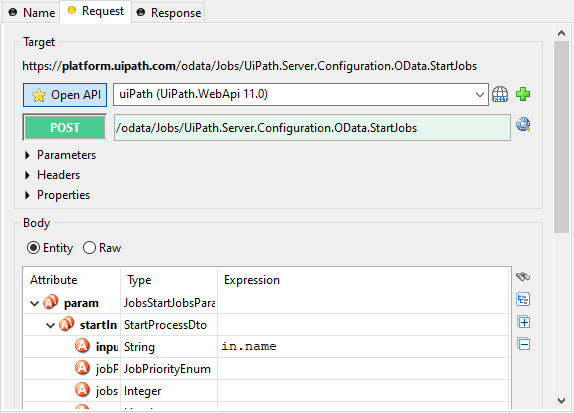 Name Request Response
Target
https://platform.uipath.com/odata/Jobs/UiPath.Server.Configuration.OData.StartJobs
Open API uiPath (UiPath.WebApi 11.0)
POST /odata/Jobs/UiPath.Server.Configuration.OData.StartJobs
Parameters
Headers
Properties
Body
Entity Raw
Attribute Type Expression
param JobsStartJobsPara
startIn StartProcessDto
inpu String in.name
jobP JobPriorityEnum
jobs Integer